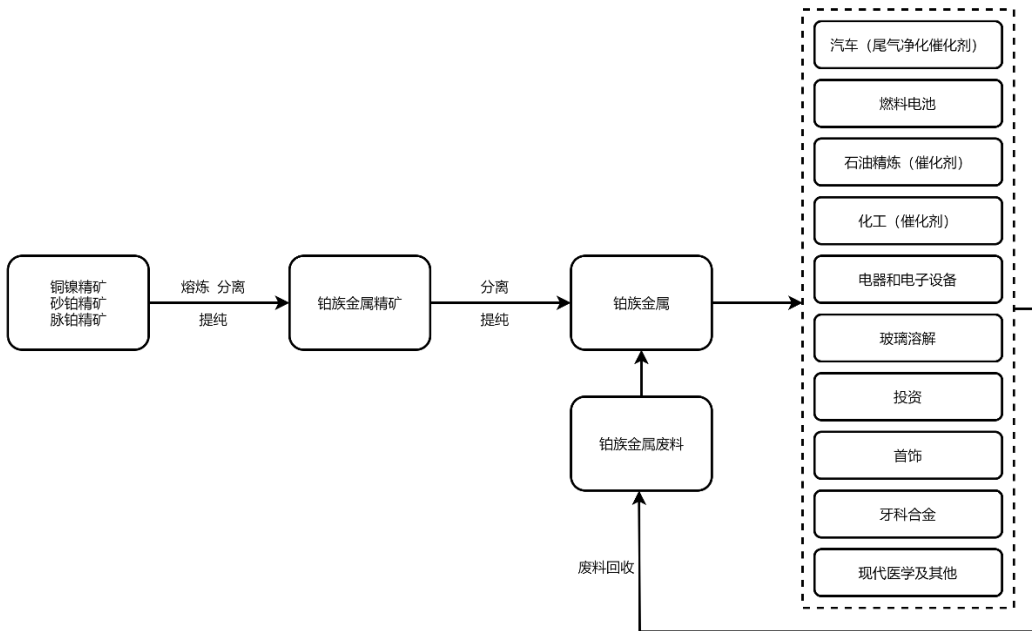 铜镍精矿
砂铂精矿
脉铂精矿
熔炼 分离
提纯
铂族金属精矿
分离
提纯
铂族金属
铂族金属废料
废料回收
汽车（尾气净化催化剂）
燃料电池
石油精炼（催化剂）
化工（催化剂）
电器和电子设备
玻璃溶解
投资
首饰
牙科合金
现代医学及其他